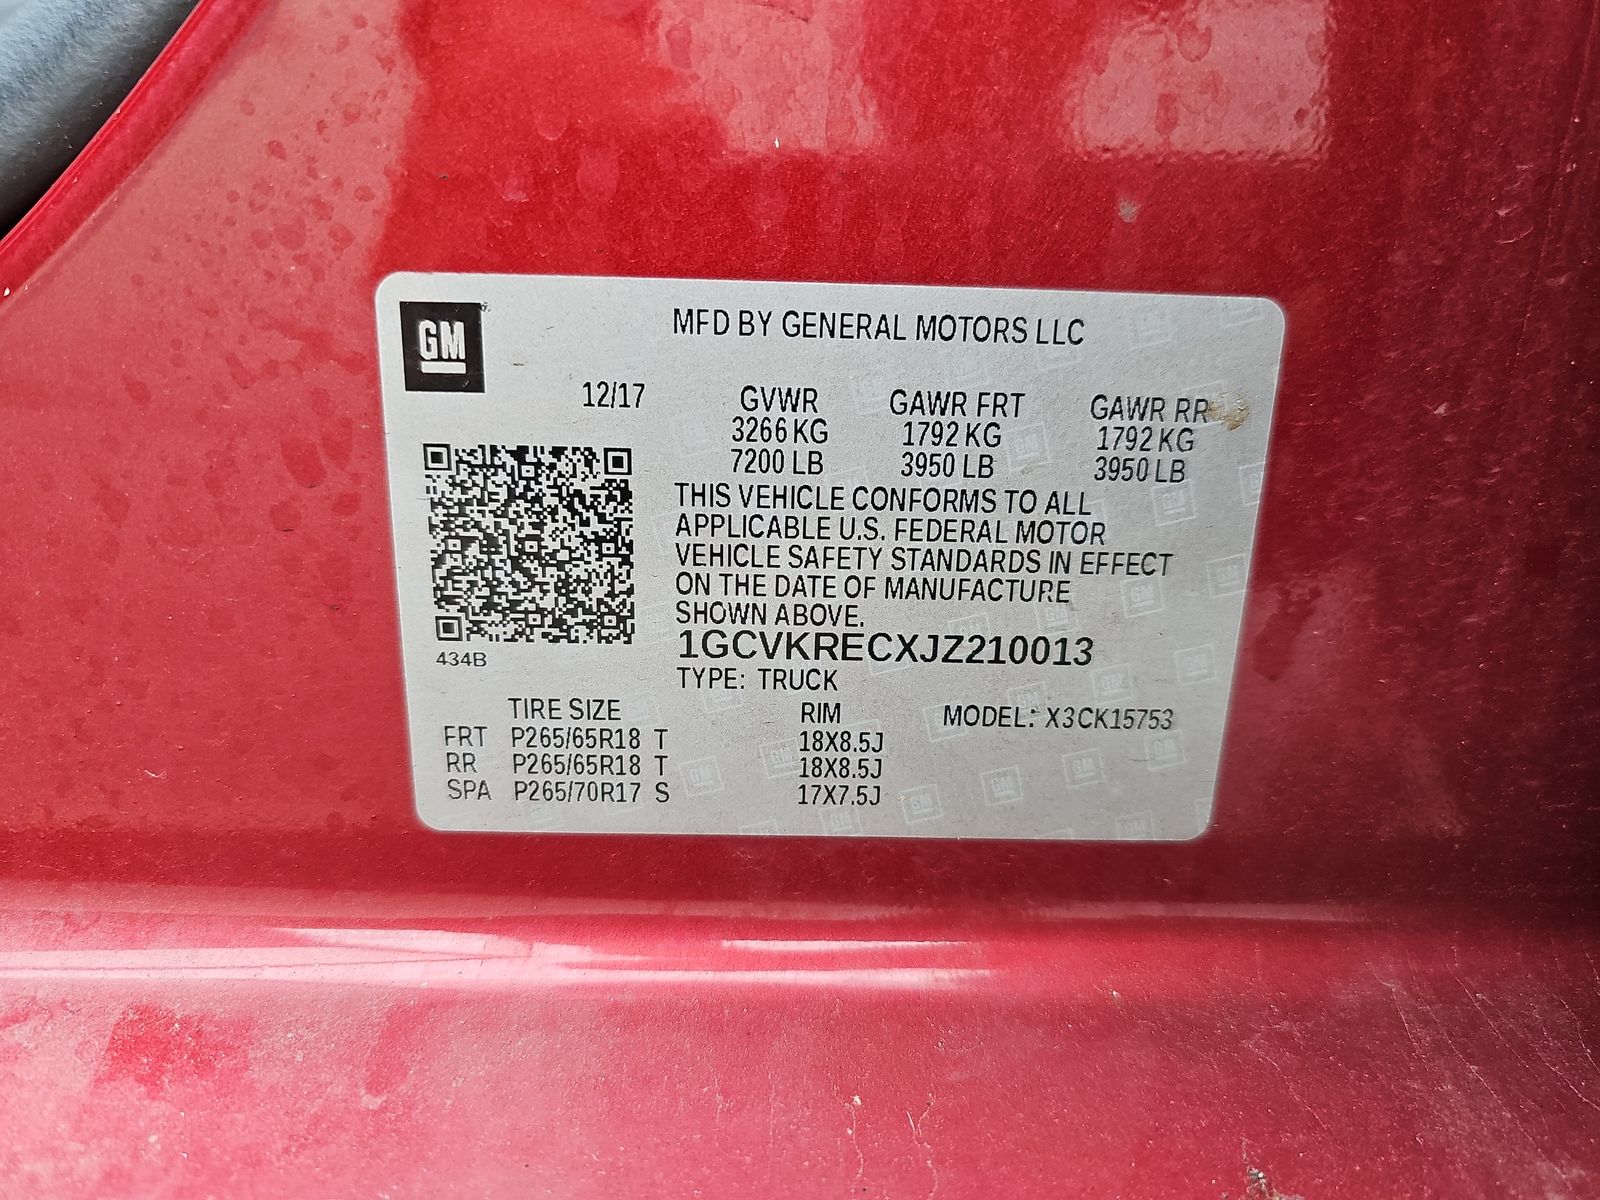 GM
MFD BY GENERAL MOTORS LLC
12/17 GVWR GAWR FRT GAWR RR
3266 KG 1792 KG 1792 KG
7200 LB 3950 LB 3950 LB
THIS VEHICLE CONFORMS TO ALL
APPLICABLE U.S. FEDERAL MOTOR
VEHICLE SAFETY STANDARDS IN EFFECT
ON THE DATE OF MANUFACTURE
SHOWN ABOVE.
1GCVKRECXJZ210013
434B
TYPE: TRUCK
TIRE SIZE RIM MODEL: X3CK15753
FRT P265/65R18 T 18X8.5J
RR P265/65R18 T 18X8.5J
SPA P265/70R17 S 17X7.5J